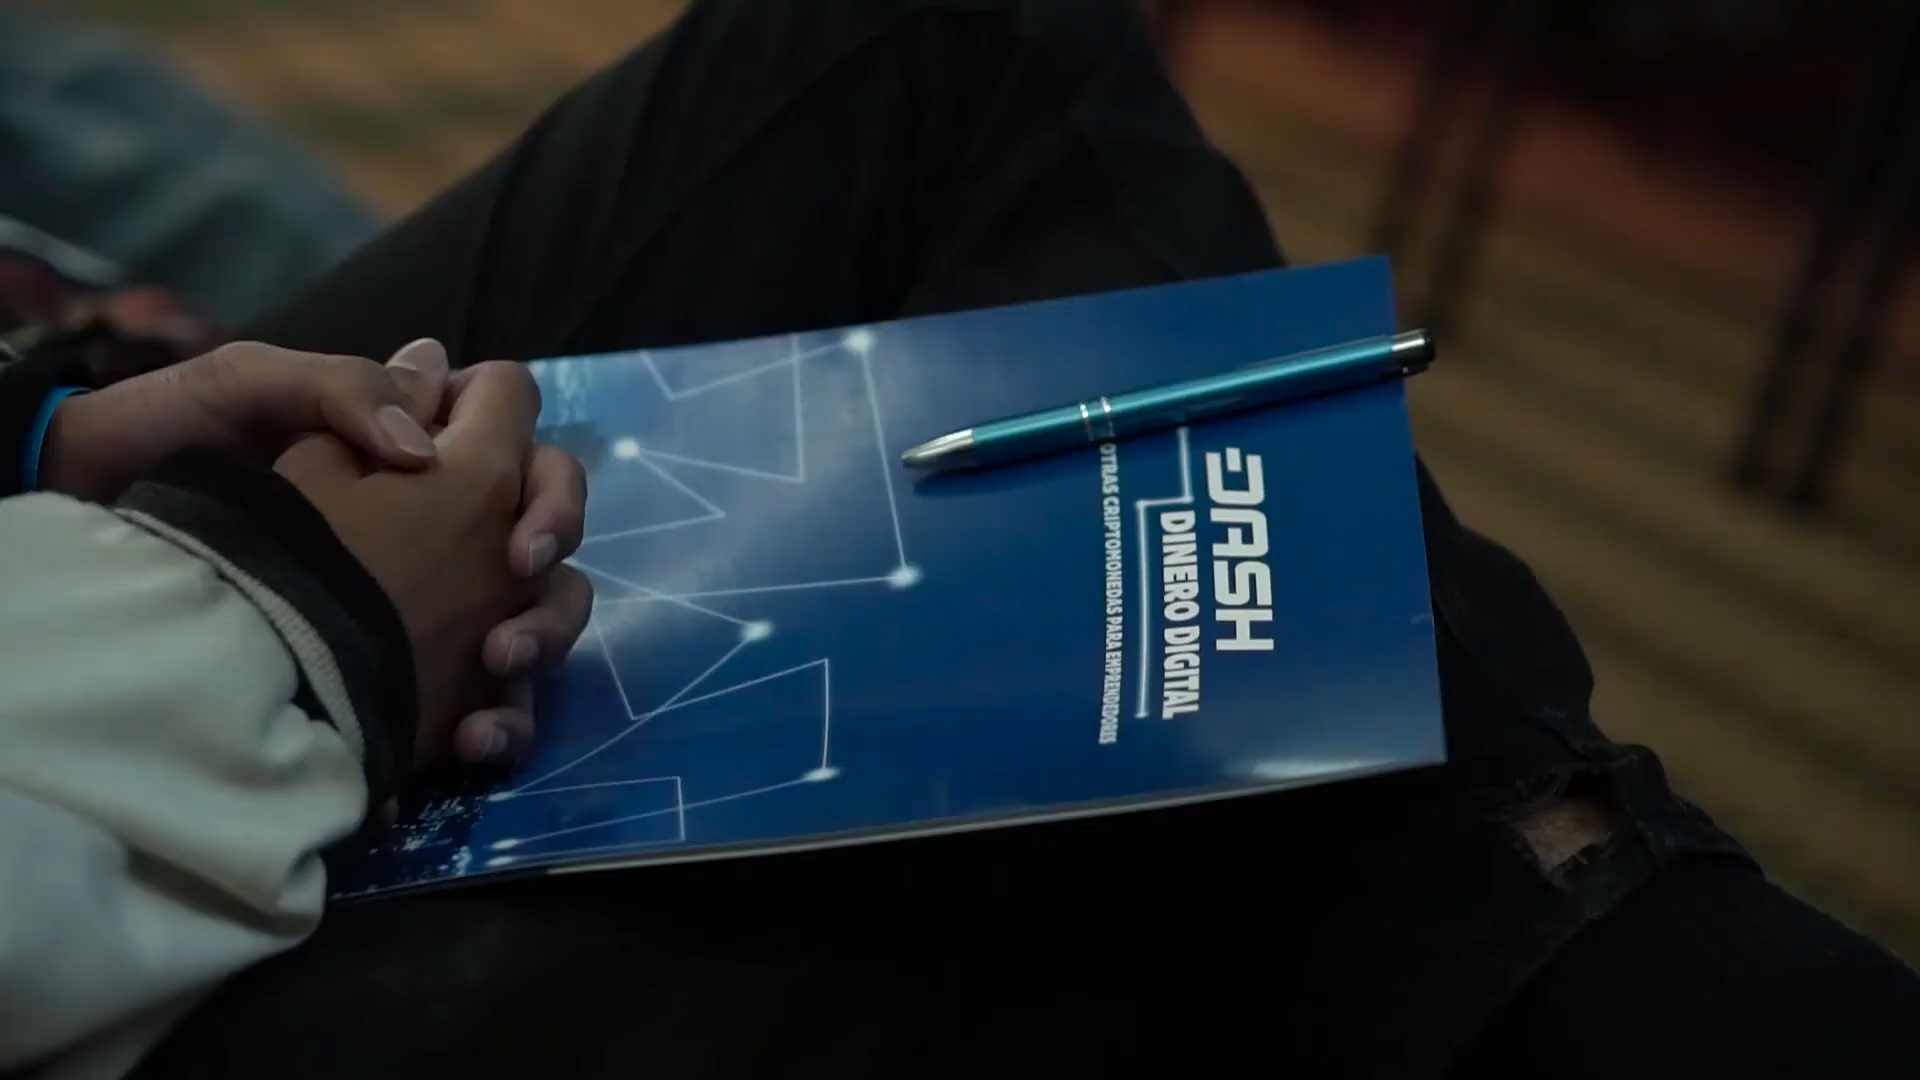 DASH
DINERO DIGITAL
OTRAS CRIPTOMONEDAS PARA EMPRENDEDORES